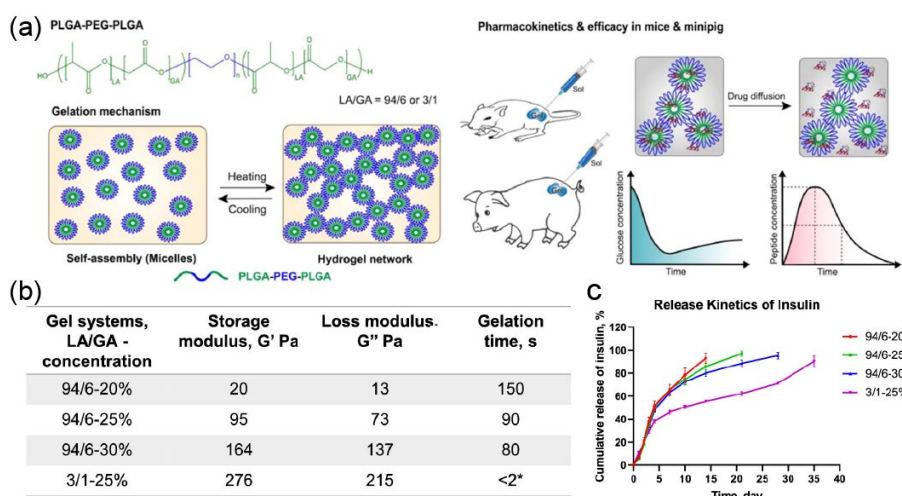 (a)
PLGA-PEG-PLGA
HO
O
O
O
O
LA
GA
O
n
O
O
LA
O
O
GA
H
LA/GA = 94/6 or 3/1
Gelation mechanism
Heating
Cooling
Self-assembly (Micelles)
Hydrogel network
PLGA-PEG-PLGA
Pharmacokinetics & efficacy in mice & minipig
Sol
Gel
Sol
Gel
Drug diffusion
Glucose concentration
Time
Peptide concentration
Time
(b)
Gel systems, LA/GA - concentration
Storage modulus, G' Pa
Loss modulus- G" Pa
Gelation time, s
94/6-20% 20 13 150
94/6-25% 95 73 90
94/6-30% 164 137 80
3/1-25% 276 215 <2*
c
Release Kinetics of Insulin
Cumulative release of insulin, %
120
100
80
60
40
20
0
0 5 10 15 20 25 30 35 40
Time, day
94/6-20
94/6-25
94/6-30
3/1-25%